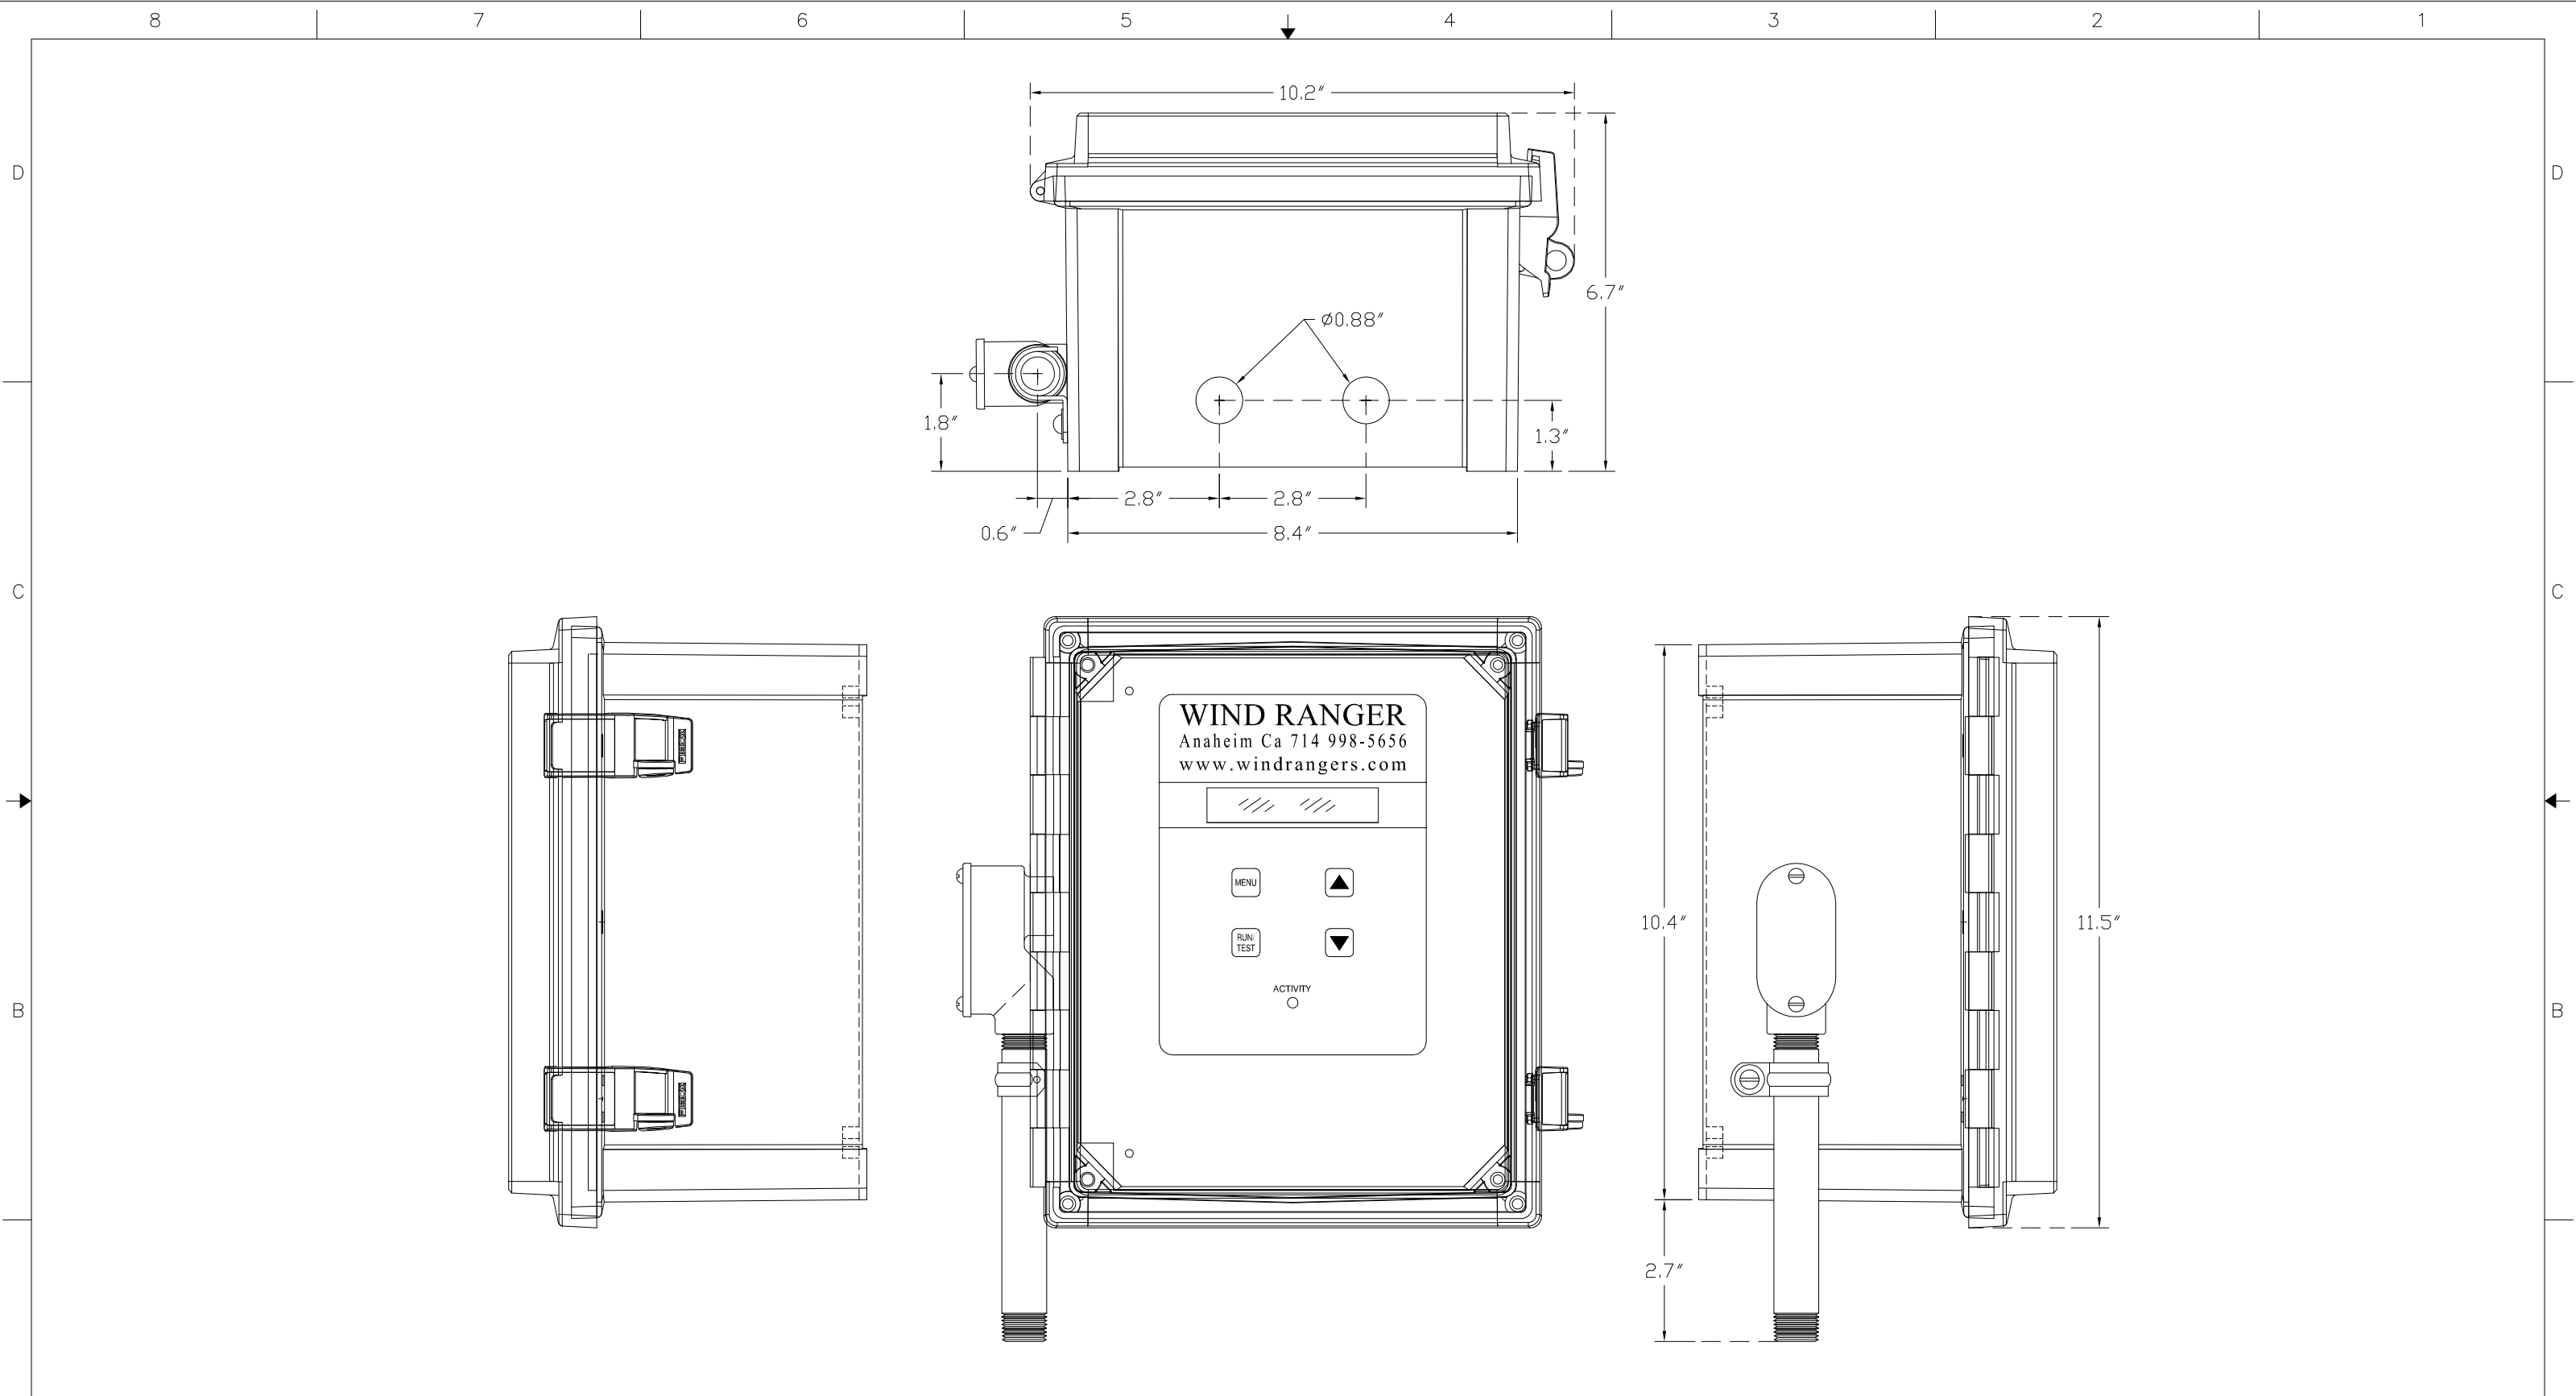 8 7 6 5 4 3 2 1
10.2"
D D
6.7"
ø0.88"
1.8"
1.3"
2.8" 2.8"
0.6" 8.4"
C C
WIND RANGER
Anaheim Ca 714 998-5656
www.windrangers.com
FIBOX
MENU
10.4" 11.5"
RUN/
TEST
ACTIVITY
B B
FIBOX
2.7"